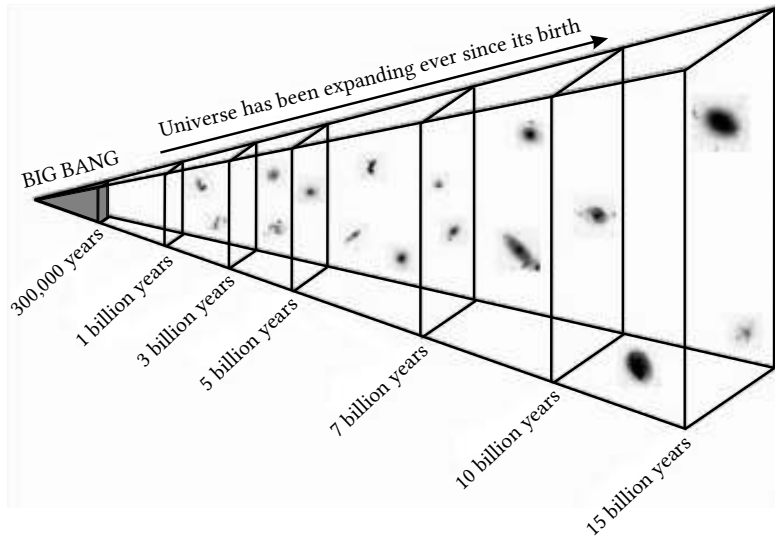 Universe has been expanding ever since its birth
BIG BANG
300,000 years
1 billion years
3 billion years
5 billion years
7 billion years
10 billion years
15 billion years